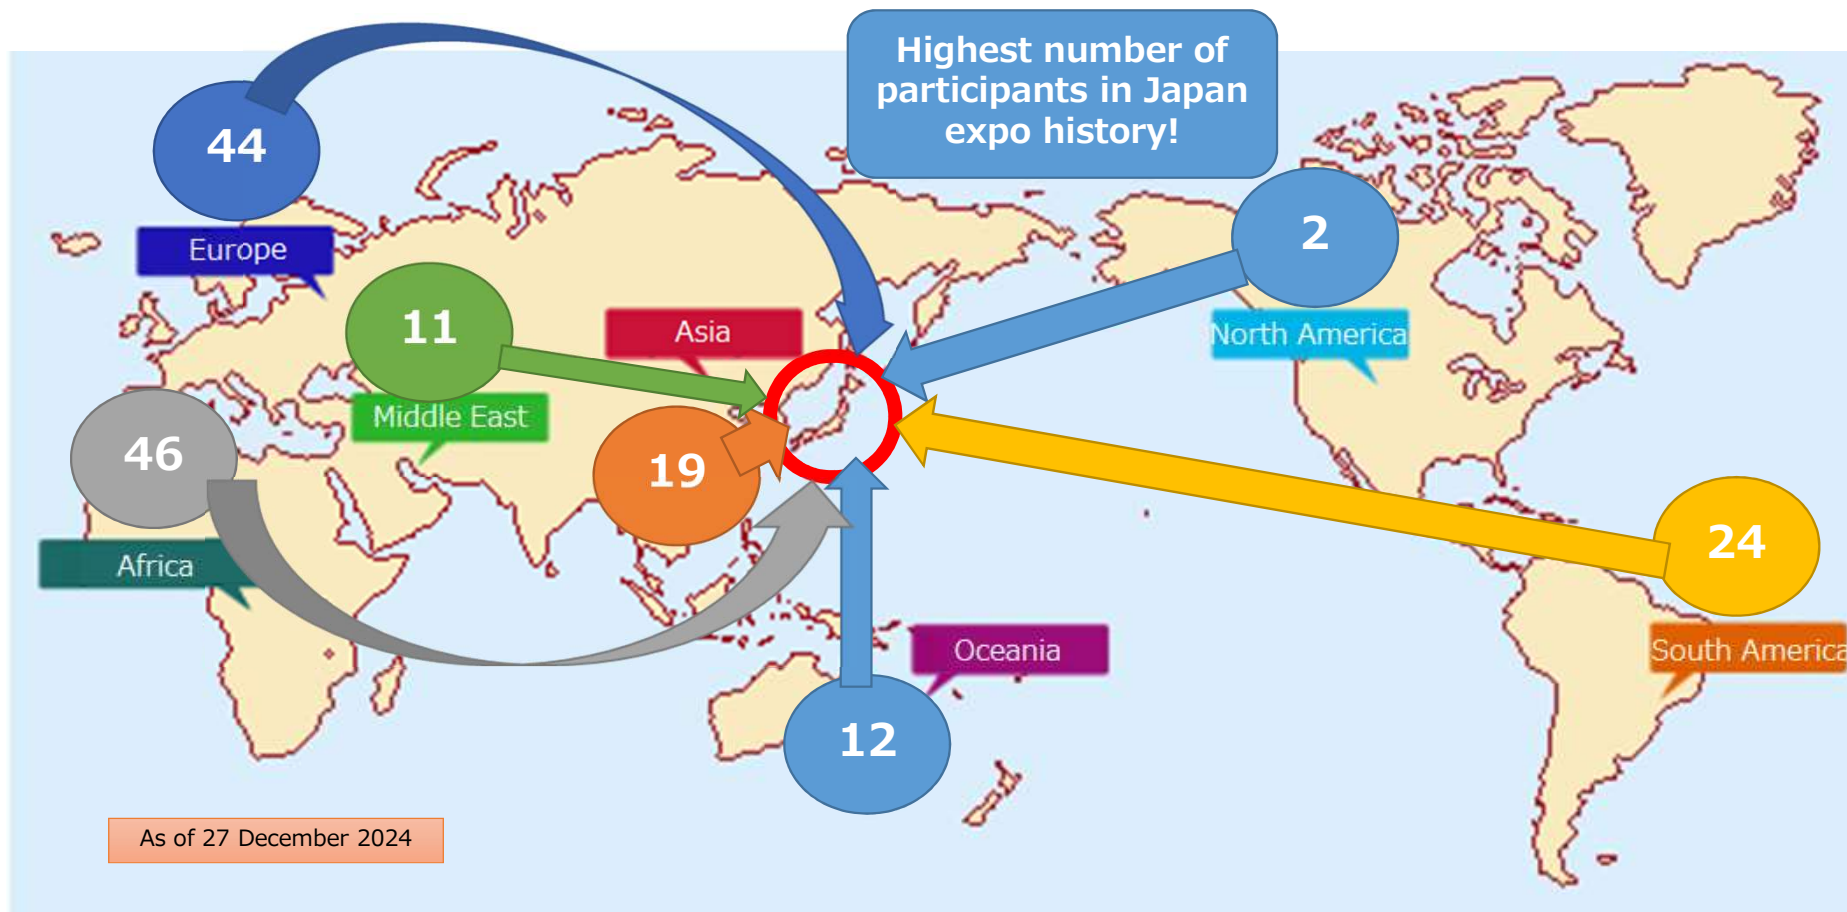 Highest number of
participants in Japan
expo history!
44
Europe
2
North America
11
Middle East
Asia
19
46
Africa
24
South America
Oceania
12
As of 27 December 2024